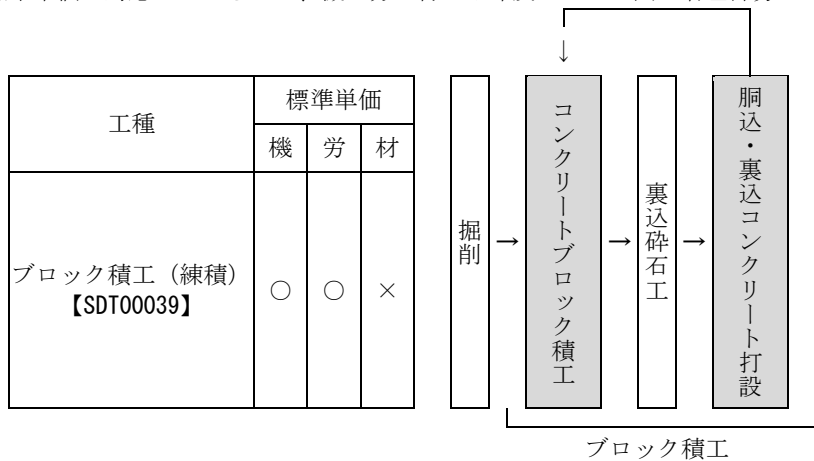 工種
標準単価
機 労 材
ブロック積工(練積)
【SDT00039】
○ ○ ×
↓
掘削
→
コンクリートブロック積工
→
裏込砕石工
→
胴込・裏込コンクリート打設
ブロック積工